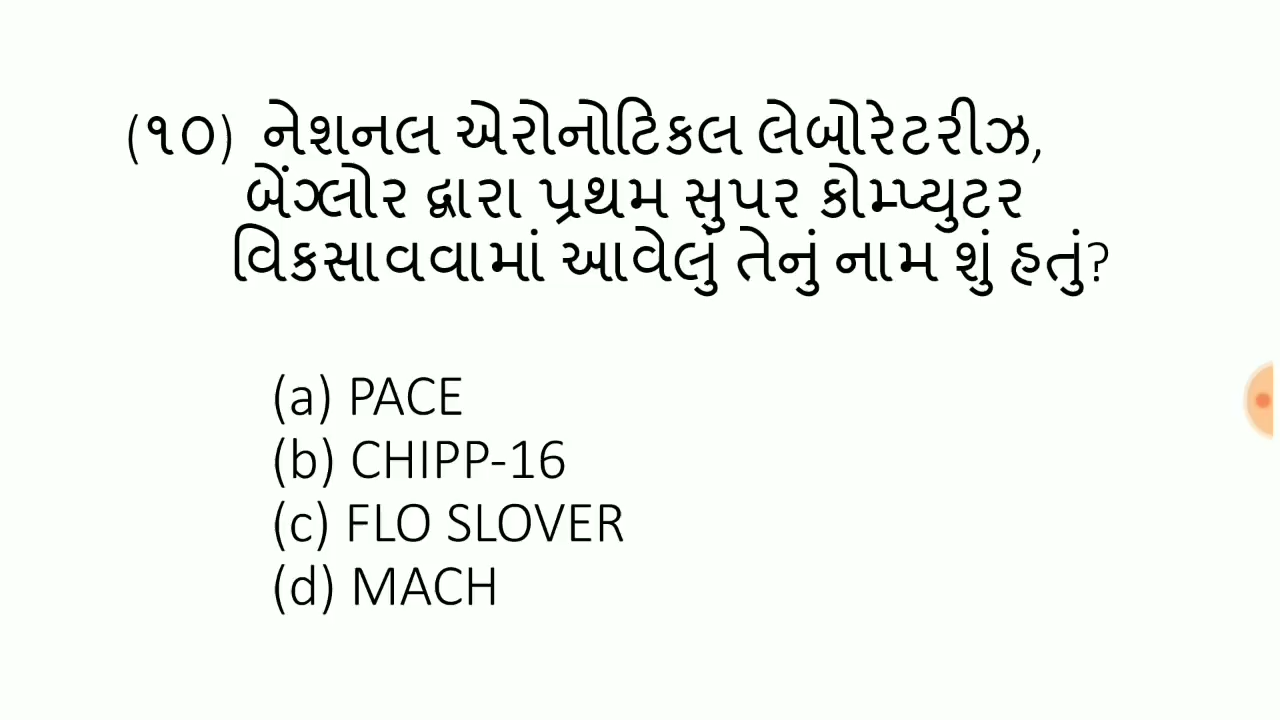 (૧૦) નેશનલ એરોનોટિકલ લેબોરેટરીઝ,
બેંગ્લોર દ્વારા પ્રથમ સુપર કોમ્પ્યુટર
વિકસાવવામાં આવેલું તેનું નામ શું હતું?
(a) PACE
(b) CHIPP-16
(c) FLO SLOVER
(d) MACH